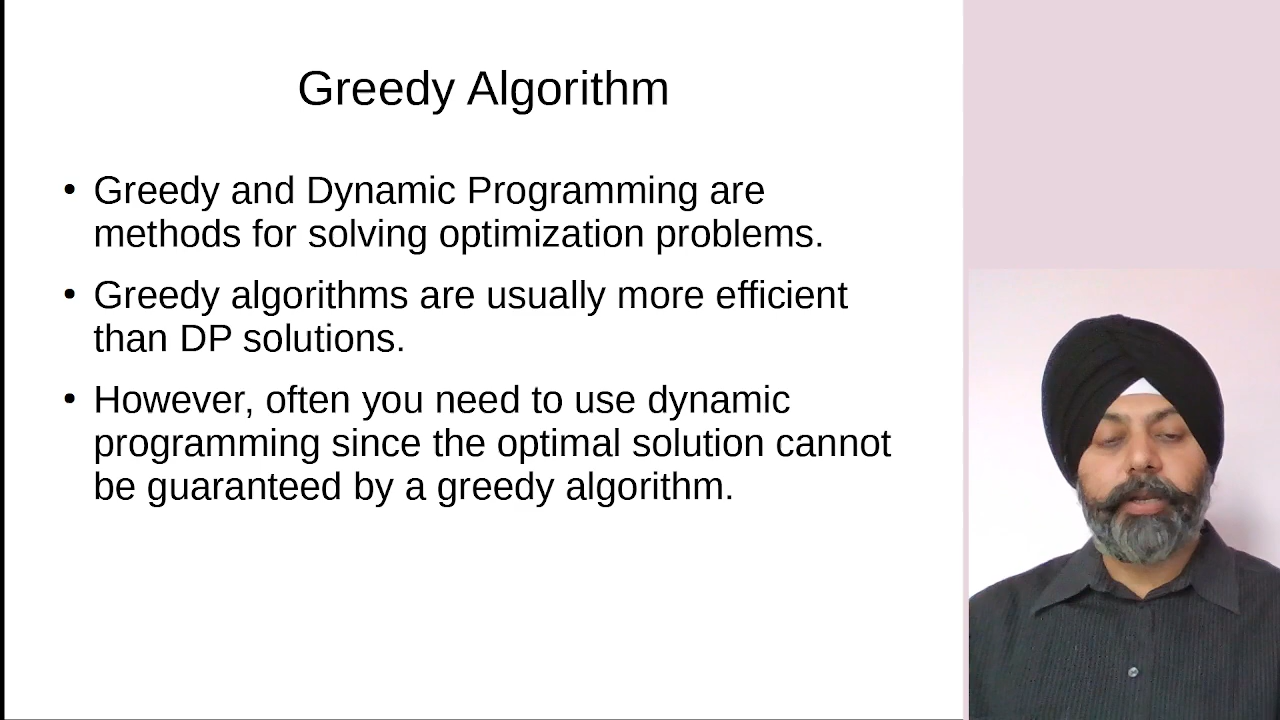 Greedy Algorithm
• Greedy and Dynamic Programming are
methods for solving optimization problems.
• Greedy algorithms are usually more efficient
than DP solutions.
• However, often you need to use dynamic
programming since the optimal solution cannot
be guaranteed by a greedy algorithm.